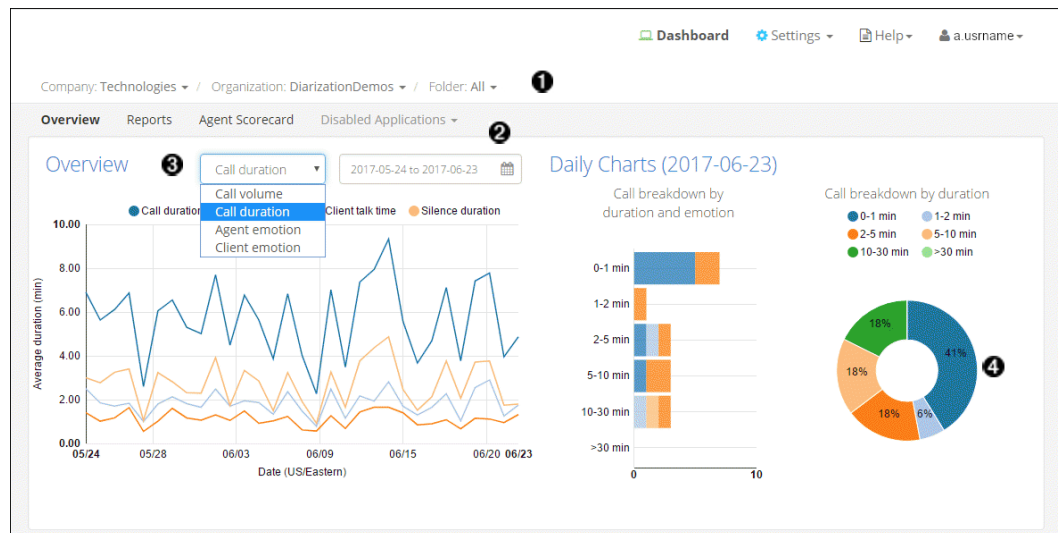 Dashboard Settings Help a.usrname
Company: Technologies / Organization: DiarizationDemos / Folder: All 1
Overview Reports Agent Scorecard Disabled Applications 2
Overview 3 Call duration 2017-05-24 to 2017-06-23
Call volume
Call duration
Agent emotion
Client emotion
Call duration Client talk time Silence duration
Average duration (min)
10.00
8.00
6.00
4.00
2.00
0.00
05/24 05/28 06/03 06/09 06/15 06/20 06/23
Date (US/Eastern)
Daily Charts (2017-06-23)
Call breakdown by
duration and emotion
0-1 min
1-2 min
2-5 min
5-10 min
10-30 min
>30 min
0 10
Call breakdown by duration
0-1 min 1-2 min
2-5 min 5-10 min
10-30 min >30 min
18% 41%
18% 4
18% 6%